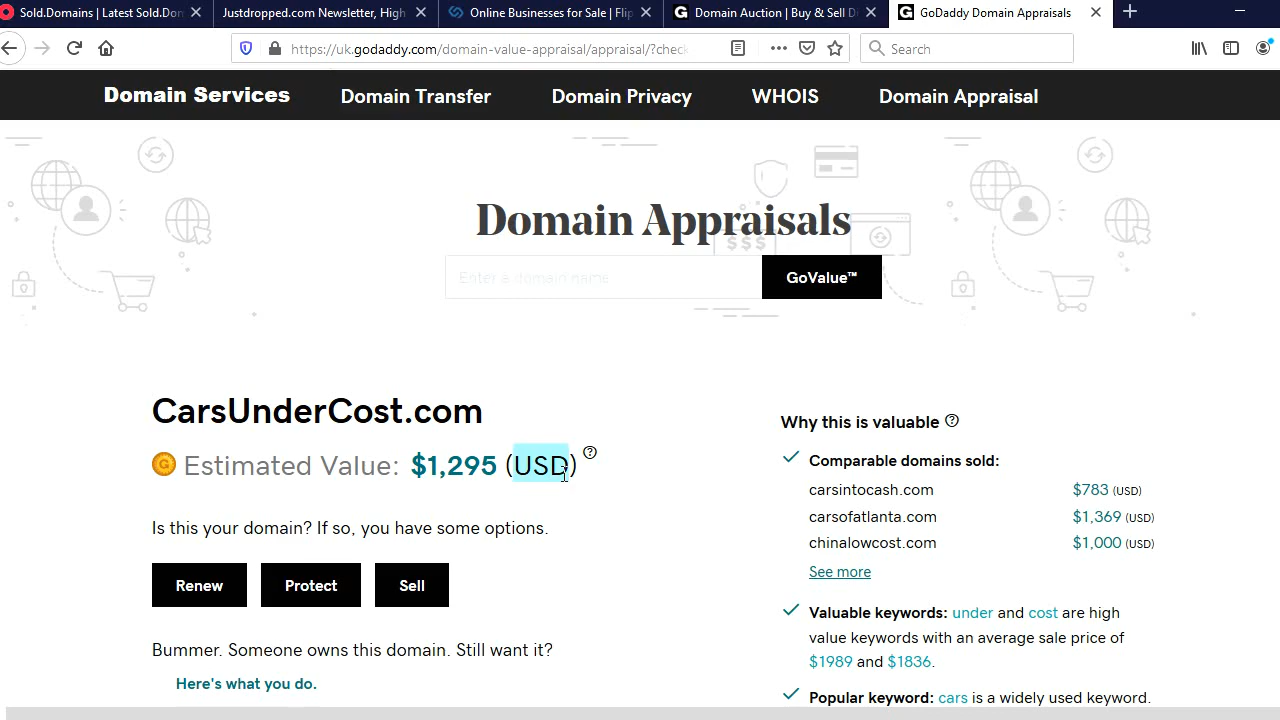 Sold.Domains | Latest Sold.Don
Justdropped.com Newsletter, High
Online Businesses for Sale | Flip
Domain Auction | Buy & Sell Di
GoDaddy Domain Appraisals
https://uk.godaddy.com/domain-value-appraisal/appraisal/?check
Search
Domain Services
Domain Transfer
Domain Privacy
WHOIS
Domain Appraisal
Domain Appraisals
$$$
Enter a domain name
GoValue™
CarsUnderCost.com
Estimated Value: $1,295 (USD)
Is this your domain? If so, you have some options.
Renew
Protect
Sell
Bummer. Someone owns this domain. Still want it?
Here's what you do.
Why this is valuable
Comparable domains sold:
carsintocash.com $783 (USD)
carsofatlanta.com $1,369 (USD)
chinalowcost.com $1,000 (USD)
See more
Valuable keywords: under and cost are high
value keywords with an average sale price of
$1989 and $1836.
Popular keyword: cars is a widely used keyword.